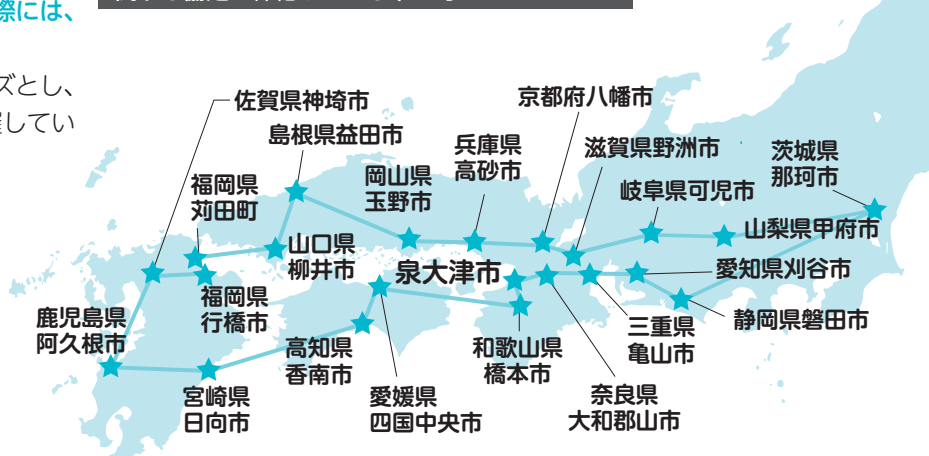 際には、
ズとし、
催してい
佐賀県神埼市
島根県益田市
福岡県
苅田町
岡山県
玉野市
兵庫県
高砂市
京都府八幡市
滋賀県野洲市
岐阜県可児市
茨城県
那珂市
山梨県甲府市
山口県
柳井市
泉大津市
愛知県刈谷市
福岡県
行橋市
鹿児島県
阿久根市
静岡県磐田市
三重県
亀山市
高知県
香南市
和歌山県
橋本市
宮崎県
日向市
愛媛県
四国中央市
奈良県
大和郡山市